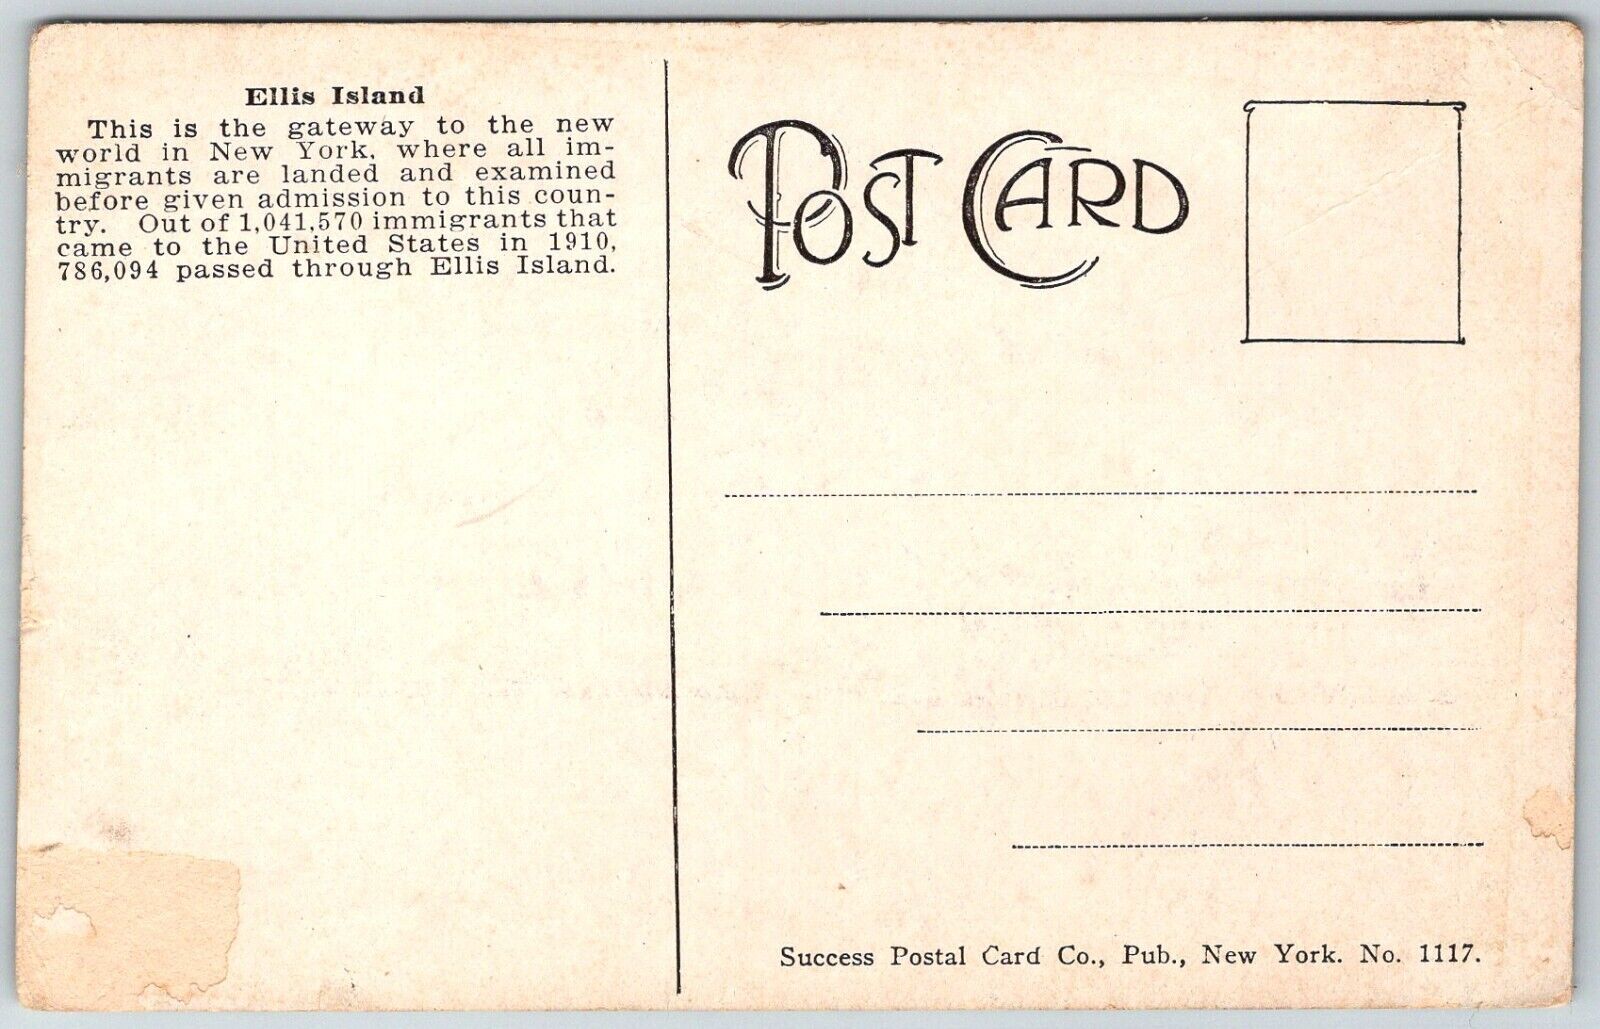 Ellis Island
This is the gateway to the new
world in New York, where all im-
migrants are landed and examined
before given admission to this coun-
try. Out of 1,041,570 immigrants that
came to the United States in 1910,
786,094 passed through Ellis Island.
POST CARD
Success Postal Card Co., Pub., New York. No. 1117.